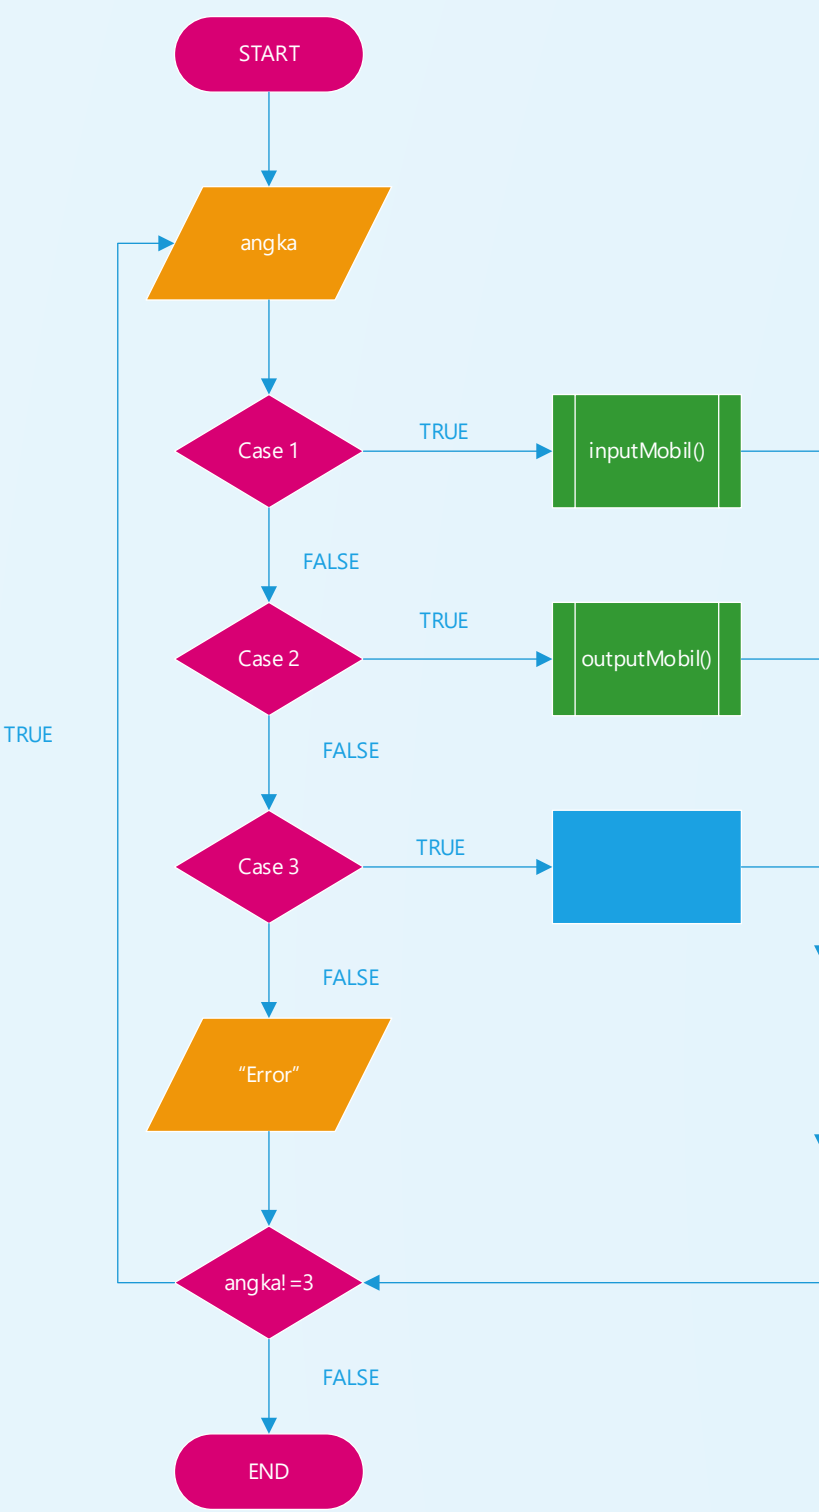 START
angka
Case 1
TRUE
inputMobil()
FALSE
Case 2
TRUE
outputMobil()
TRUE
FALSE
Case 3
TRUE
FALSE
“Error”
angka!=3
FALSE
END